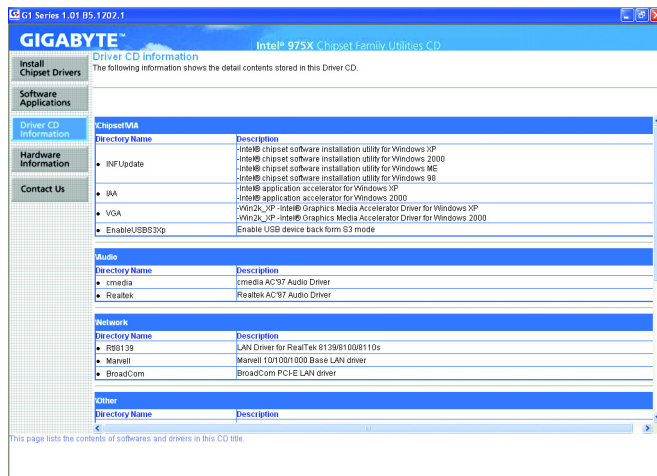 G1 Series 1.01 B5.1202.1
GIGABYTE™
Intel® 975X Chipset Family Utilities CD
Install
Chipset Drivers
Software
Applications
Driver CD
Information
Hardware
Information
Contact Us
Driver CD information
The following information shows the detail contents stored in this Driver CD.
\Chipset\VIA
Directory Name Description
• INFUpdate
-Intel® chipset software installation utility for Windows XP
-Intel® chipset software installation utility for Windows 2000
-Intel® chipset software installation utility for Windows ME
-Intel® chipset software installation utility for Windows 98
• IAA
-Intel® application accelerator for Windows XP
-Intel® application accelerator for Windows 2000
• VGA
-Win2k_XP -Intel® Graphics Media Accelerator Driver for Windows XP
-Win2k_XP -Intel® Graphics Media Accelerator Driver for Windows 2000
• EnableUSBS3Xp Enable USB device back form S3 mode
\Audio
Directory Name Description
• cmedia cmedia AC'97 Audio Driver
• Realtek Realtek AC'97 Audio Driver
\Network
Directory Name Description
• Rtl8139 LAN Driver for RealTek 8139/8100/8110s
• Marvell Marvell 10/100/1000 Base LAN driver
• BroadCom BroadCom PCI-E LAN driver
\Other
Directory Name Description
This page lists the contents of softwares and drivers in this CD title.